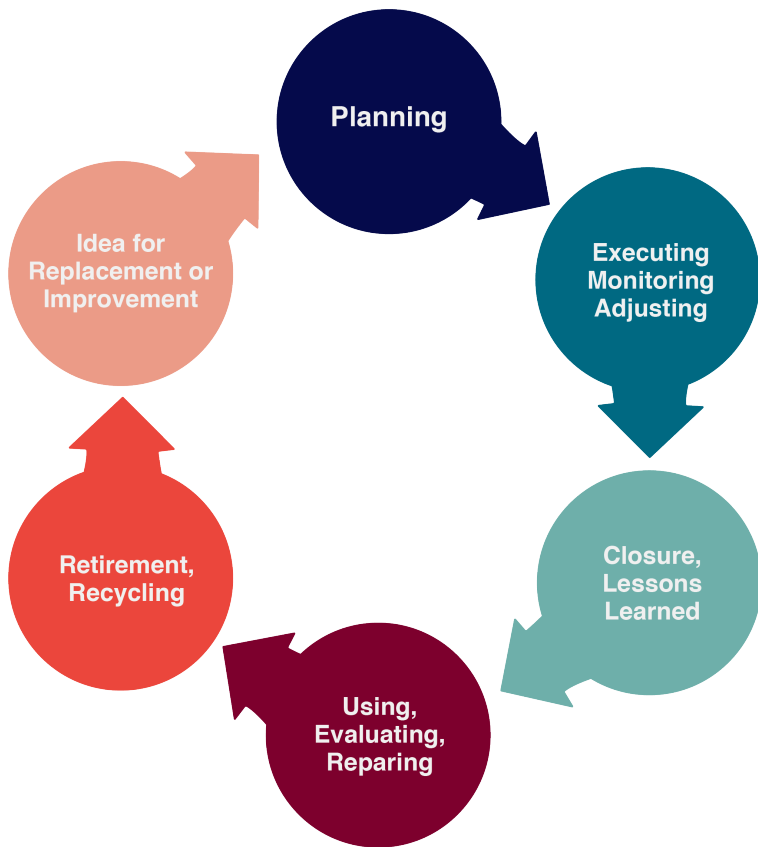 Planning
Executing
Monitoring
Adjusting
Closure,
Lessons
Learned
Using,
Evaluating,
Reparing
Retirement,
Recycling
Idea for
Replacement or
Improvement